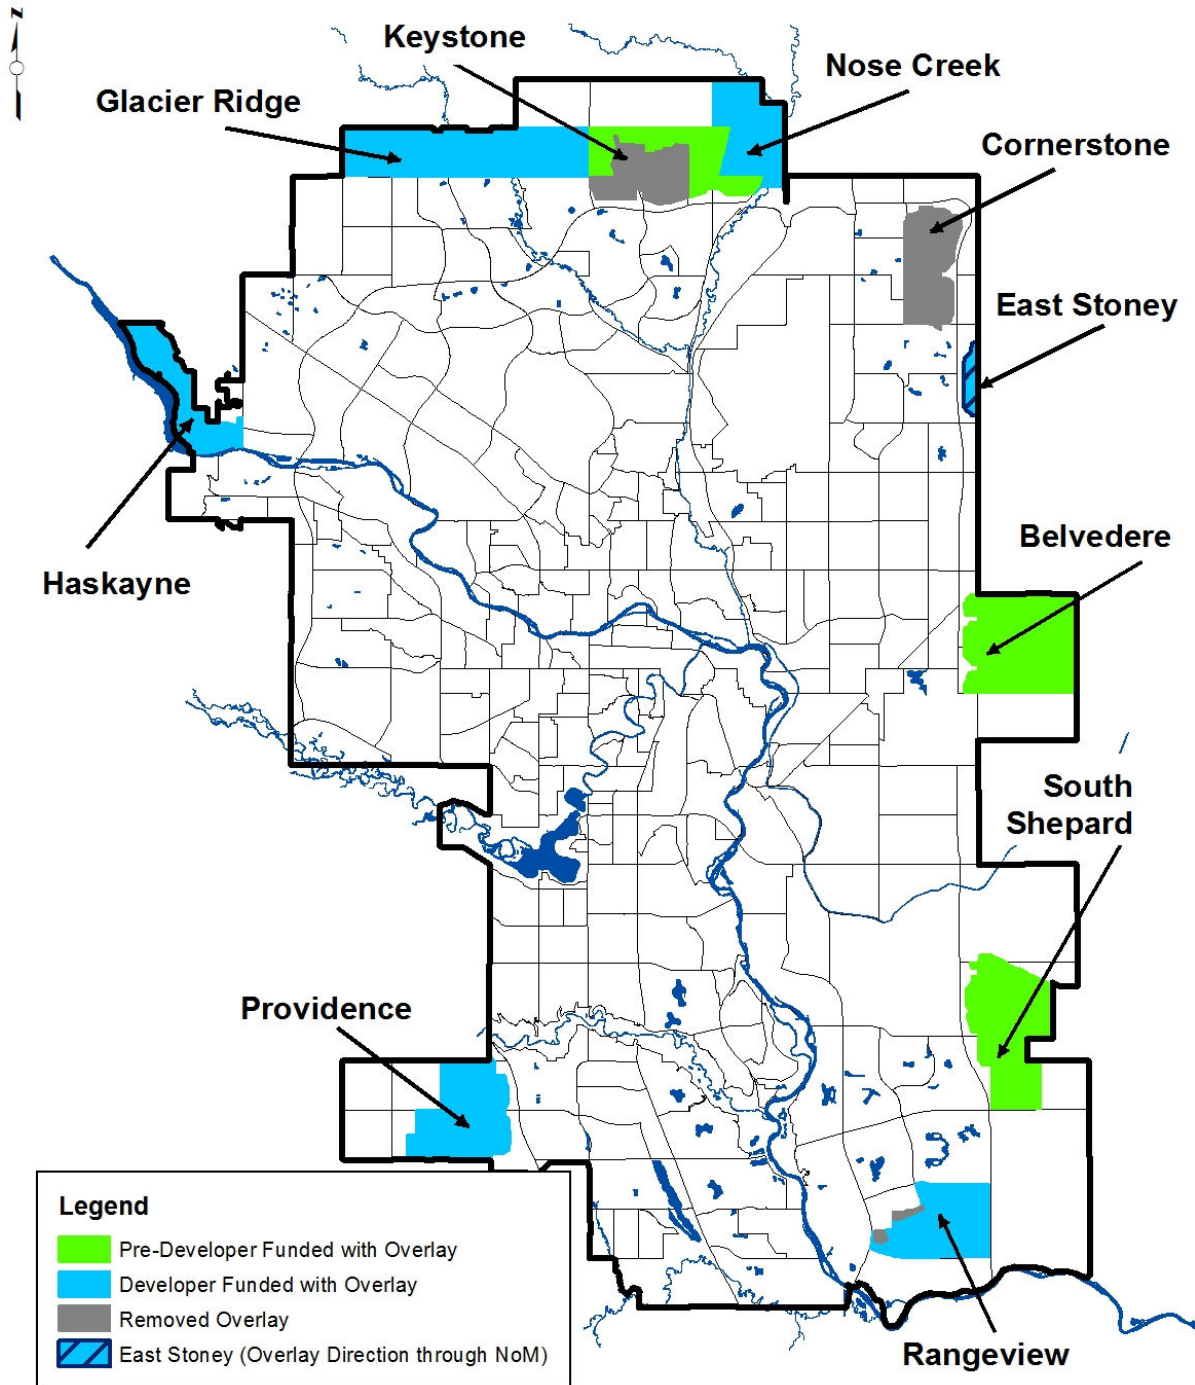 N
Keystone
Nose Creek
Glacier Ridge
Cornerstone
East Stoney
Belvedere
Haskayne
South
Shepard
Providence
Legend
Pre-Developer Funded with Overlay
Developer Funded with Overlay
Removed Overlay
East Stoney (Overlay Direction through NoM)
Rangeview